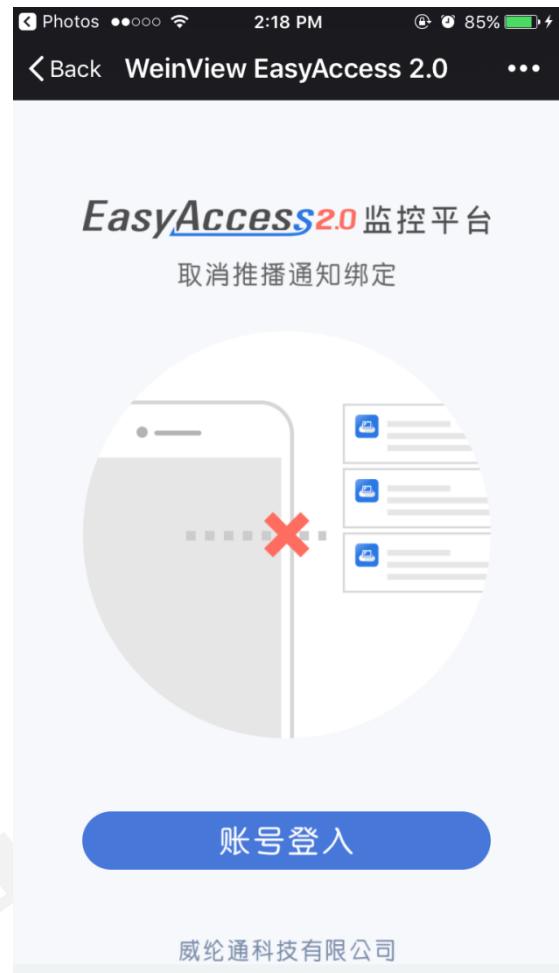 Photos 2:18 PM 85%
Back WeinView EasyAccess 2.0
EasyAccess2.0 监控平台
取消推播通知绑定
账号登入
威纶通科技有限公司